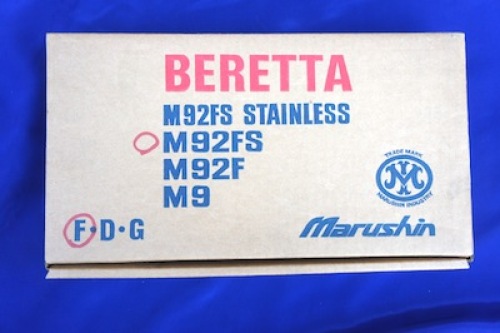 BERETTA
M92FS STAINLESS
M92FS
M92F
M9
TRADE MARK
MARUSHIN INDUSTRY
F・D・G
Marushin